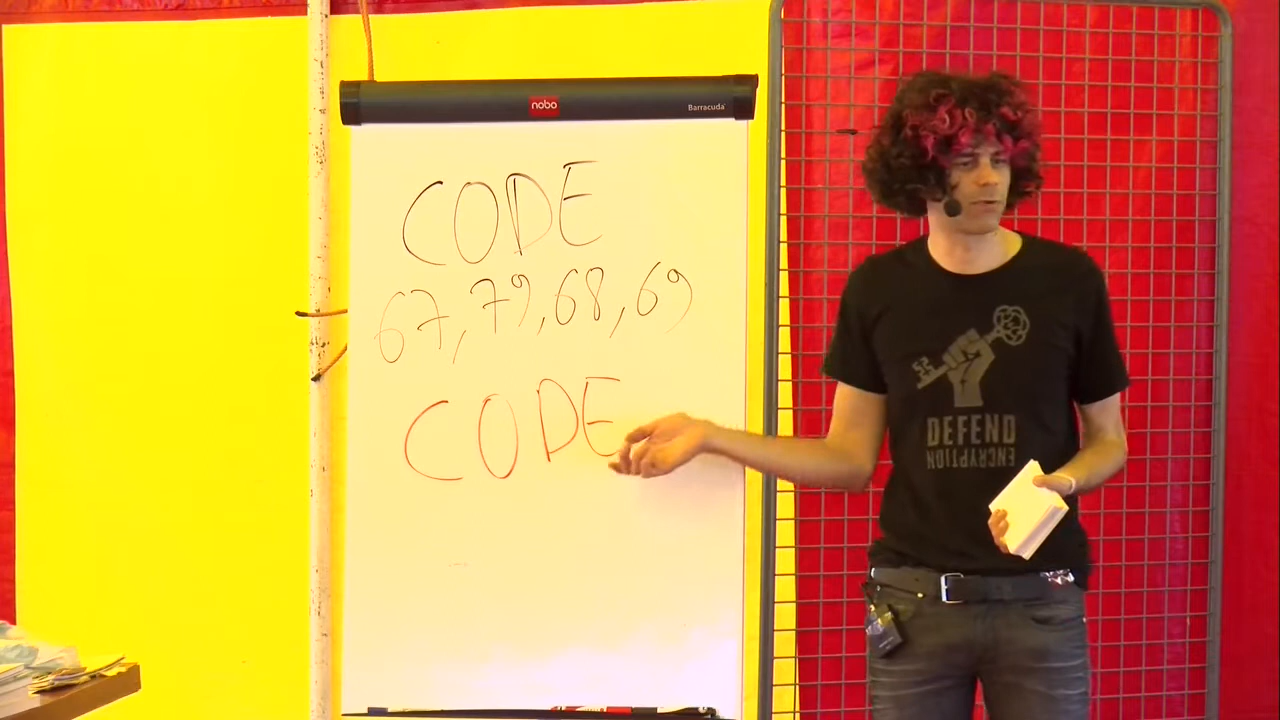 nobo
Barracuda
CODE
67, 79, 68, 69
CODE
DEFEND
ENCRYPTION